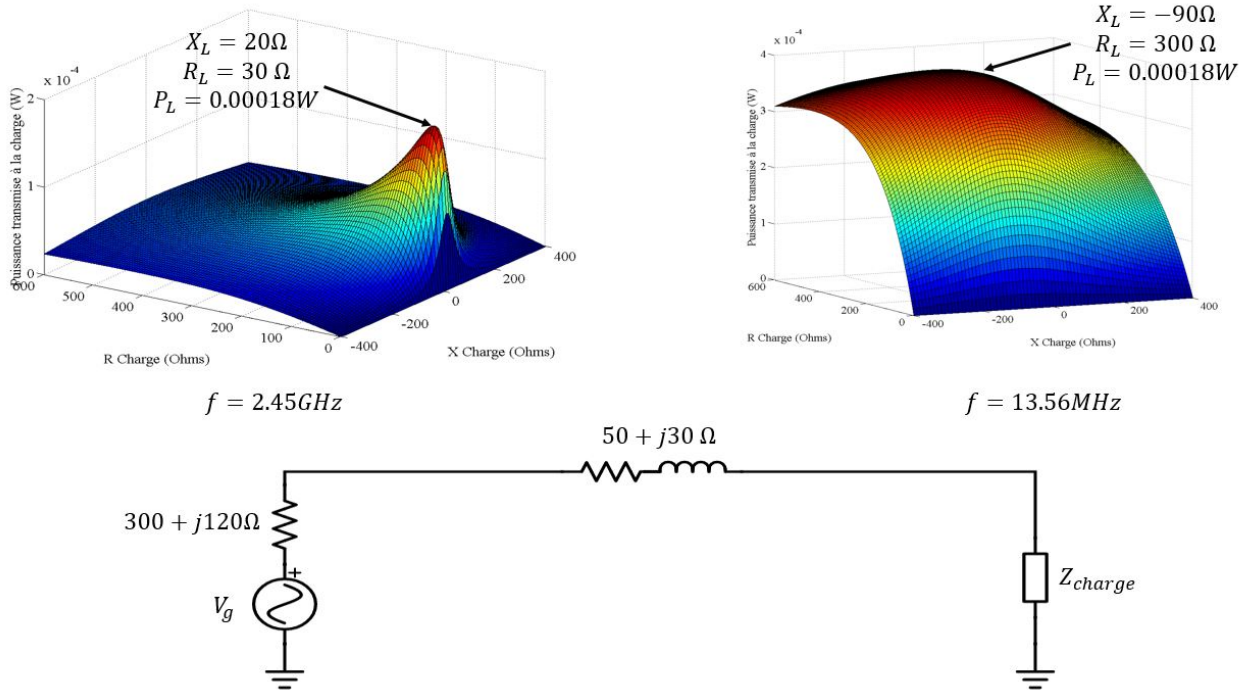 X_L = 20Ω
R_L = 30 Ω
P_L = 0.00018W
x 10⁻⁴
2
1
0
Puissance transmise à la charge (W)
600
500
400
300
200
100
0
R Charge (Ohms)
-400
-200
0
200
400
X Charge (Ohms)
f = 2.45GHz
X_L = −90Ω
R_L = 300 Ω
P_L = 0.00018W
x 10⁻⁴
4
3
2
1
0
Puissance transmise à la charge (W)
600
400
200
0
R Charge (Ohms)
-400
-200
0
200
400
X Charge (Ohms)
f = 13.56MHz
50 + j30 Ω
300 + j120Ω
+
V_g
Z_charge